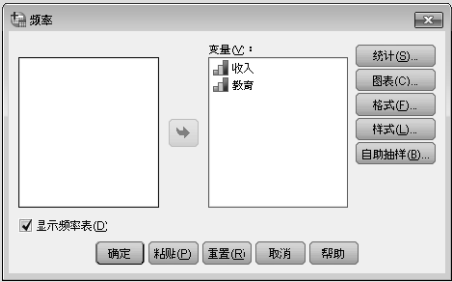 频率
变量(V)：
收入
教育
统计(S)...
图表(C)...
格式(F)...
样式(L)...
自助抽样(B)...
显示频率表(D)
确定 粘贴(P) 重置(R) 取消 帮助